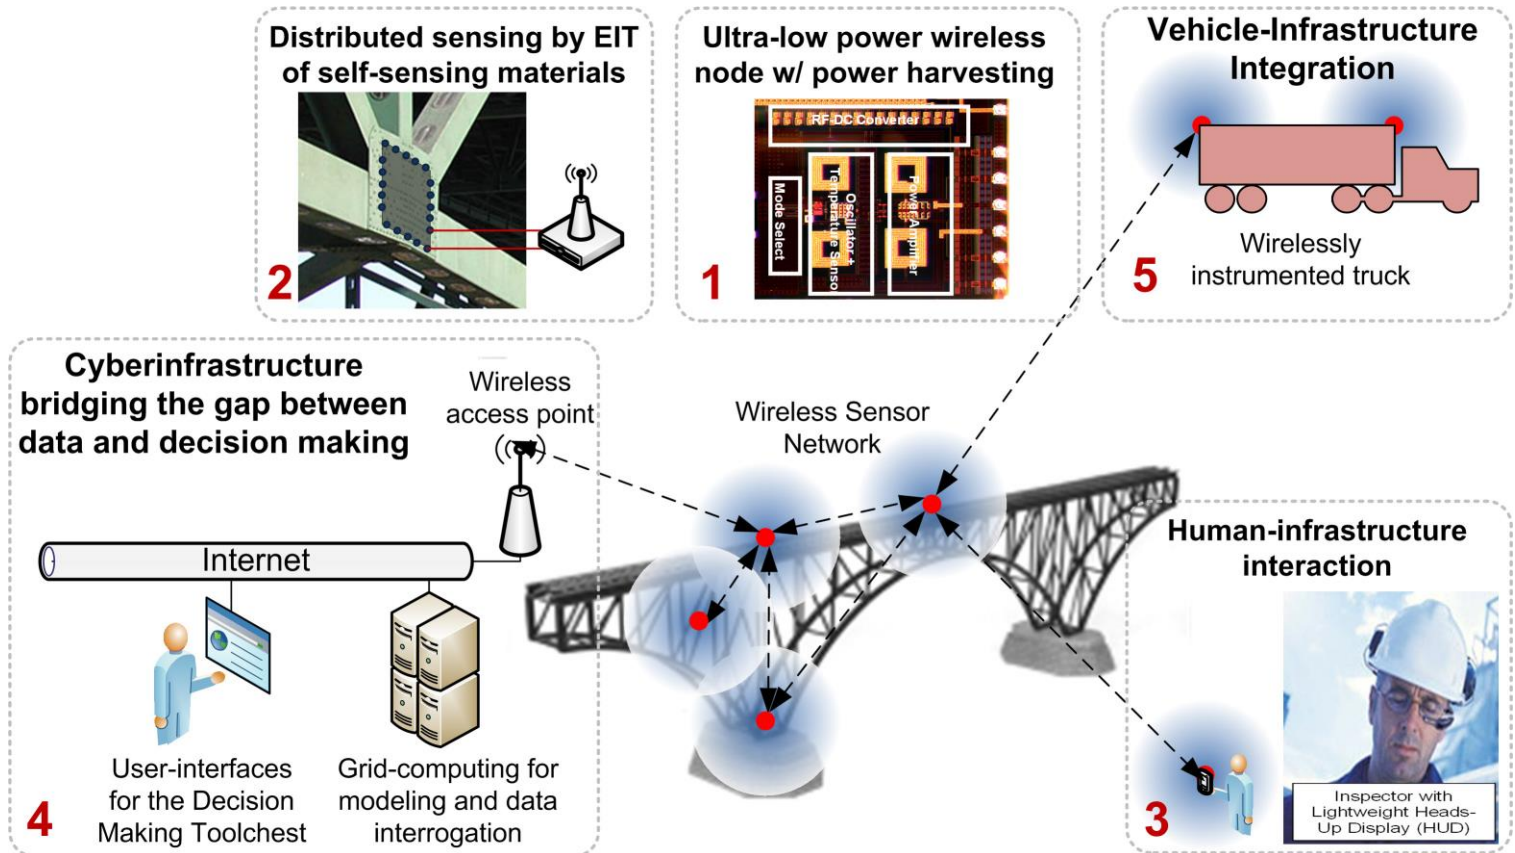 Distributed sensing by EIT
of self-sensing materials
2
Ultra-low power wireless
node w/ power harvesting
RF-DC Converter
Mode Select
Oscillator +
Temperature Sensor
Power Amplifier
1
Vehicle-Infrastructure
Integration
Wirelessly
instrumented truck
5
Cyberinfrastructure
bridging the gap between
data and decision making
Wireless
access point
Internet
User-interfaces
for the Decision
Making Toolchest
Grid-computing for
modeling and data
interrogation
4
Wireless Sensor
Network
Human-infrastructure
interaction
Inspector with
Lightweight Heads-
Up Display (HUD)
3